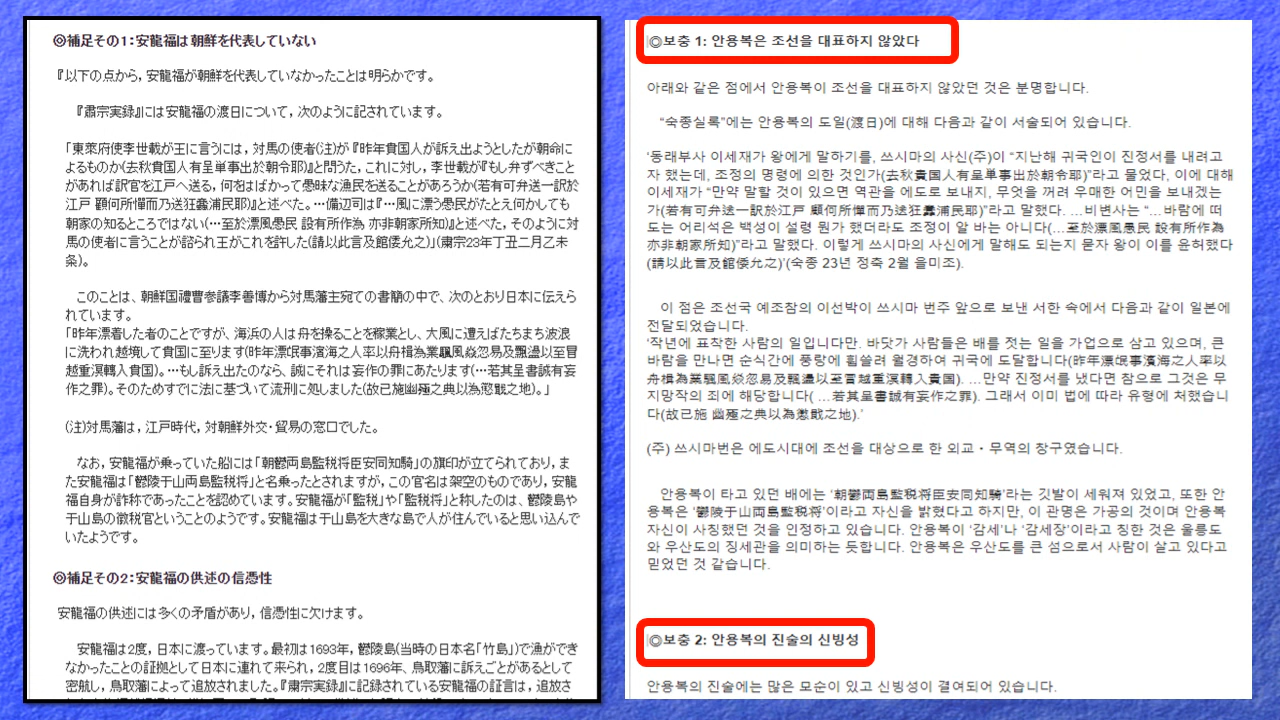 ◎補足その1：安龍福は朝鮮を代表していない
『以下の点から，安龍福が朝鮮を代表していなかったことは明らかです。
『粛宗実録』には安龍福の渡日について，次のように記されています。
「東萊府使李世載が王に言うには，対馬の使者(注)が『昨年貴国人が訴え出ようとしたが朝命に
よるものか(去秋貴国人有呈単事出於朝令耶)』と問うた。これに対し，李世載が『もし弁ずべきこと
があれば訳官を江戸へ送る，何をはばかって愚昧な漁民を送ることがあろうか(若有可弁送一訳於
江戸 顧何所憚而乃送狂蠢浦民耶)』と述べた。…備辺司は『…風に漂う愚民がたとえ何かしても
朝家の知るところではない(…至於漂風愚民 設有所作為 亦非朝家所知)』と述べた。そのように対
馬の使者に言うことが諮られ王がこれを許した(請以此言及館倭允之)」(粛宗23年丁丑二月乙未
条)。
このことは、朝鮮国禮曹参議李善博から対馬藩主宛ての書簡の中で、次のとおり日本に伝えら
れています。
「昨年漂着した者のことですが、海浜の人は舟を操ることを稼業とし、大風に遭えばたちまち波浪
に洗われ越境して貴国に至ります(昨年漂氓事濱海之人率以舟楫為業颿風焱忽易及飄盪以至冒
越重溟轉入貴国)。…もし訴え出たのなら、誠にそれは妄作の罪にあたります(…若其呈書誠有妄
作之罪)。そのためすでに法に基づいて流刑に処しました(故已施幽殛之典以為懲戢之地)。」
(注)対馬藩は，江戸時代，対朝鮮外交・貿易の窓口でした。
なお，安龍福が乗っていた船には「朝鬱両島監税将臣安同知騎」の旗印が立てられており，ま
た安龍福は「鬱陵于山両島監税将」と名乗ったとされますが，この官名は架空のものであり，安龍
福自身が詐称であったことを認めています。安龍福が「監税」や「監税将」と称したのは、鬱陵島や
于山島の徴税官ということのようです。安龍福は于山島を大きな島で人が住んでいると思い込んで
いたようです。
◎補足その2：安龍福の供述の信憑性
安龍福の供述には多くの矛盾があり，信憑性に欠けます。
安龍福は2度，日本に渡っています。最初は1693年，鬱陵島(当時の日本名「竹島」)で漁ができ
なかったことの証拠として日本に連れて来られ，2度目は1696年、鳥取藩に訴えごとがあるとして
密航し，鳥取藩によって追放されました。『粛宗実録』に記録されている安龍福の証言は，追放さ
◎보충 1: 안용복은 조선을 대표하지 않았다
아래와 같은 점에서 안용복이 조선을 대표하지 않았던 것은 분명합니다.
“숙종실록”에는 안용복의 도일(渡日)에 대해 다음과 같이 서술되어 있습니다.
‘동래부사 이세재가 왕에게 말하기를, 쓰시마의 사신(주)이 “지난해 귀국인이 진정서를 내려고
자 했는데, 조정의 명령에 의한 것인가(去秋貴国人有呈単事出於朝令耶)”라고 물었다, 이에 대해
이세재가 “만약 말할 것이 있으면 역관을 에도로 보내지, 무엇을 꺼려 우매한 어민을 보내겠는
가(若有可弁送一訳於江戸 顧何所憚而乃送狂蠢浦民耶)”라고 말했다. …비변사는 “…바람에 떠
도는 어리석은 백성이 설령 뭔가 했더라도 조정이 알 바는 아니다(…至於漂風愚民 設有所作為
亦非朝家所知)”라고 말했다. 이렇게 쓰시마의 사신에게 말해도 되는지 묻자 왕이 이를 윤허했다
(請以此言及館倭允之)’(숙종 23년 정축 2월 을미조).
이 점은 조선국 예조참의 이선박이 쓰시마 번주 앞으로 보낸 서한 속에서 다음과 같이 일본에
전달되었습니다.
‘작년에 표착한 사람의 일입니다만. 바닷가 사람들은 배를 젓는 일을 가업으로 삼고 있으며, 큰
바람을 만나면 순식간에 풍랑에 휩쓸려 월경하여 귀국에 도달합니다(昨年漂氓事濱海之人率以
舟楫為業颿風焱忽易及飄盪以至冒越重溟轉入貴国). …만약 진정서를 냈다면 참으로 그것은 무
지망작의 죄에 해당합니다( …若其呈書誠有妄作之罪). 그래서 이미 법에 따라 유형에 처했습니
다(故已施 幽殛之典以為懲戢之地).’
(주) 쓰시마번은 에도시대에 조선을 대상으로 한 외교・무역의 창구였습니다.
안용복이 타고 있던 배에는 ‘朝鬱両島監税将臣安同知騎’라는 깃발이 세워져 있었고, 또한 안
용복은 ‘鬱陵于山両島監税将’이라고 자신을 밝혔다고 하지만, 이 관명은 가공의 것이며 안용복
자신이 사칭했던 것을 인정하고 있습니다. 안용복이 ‘감세’나 ‘감세장’이라고 칭한 것은 울릉도
와 우산도의 징세관을 의미하는 듯합니다. 안용복은 우산도를 큰 섬으로서 사람이 살고 있다고
믿었던 것 같습니다.
◎보충 2: 안용복의 진술의 신빙성
안용복의 진술에는 많은 모순이 있고 신빙성이 결여되어 있습니다.